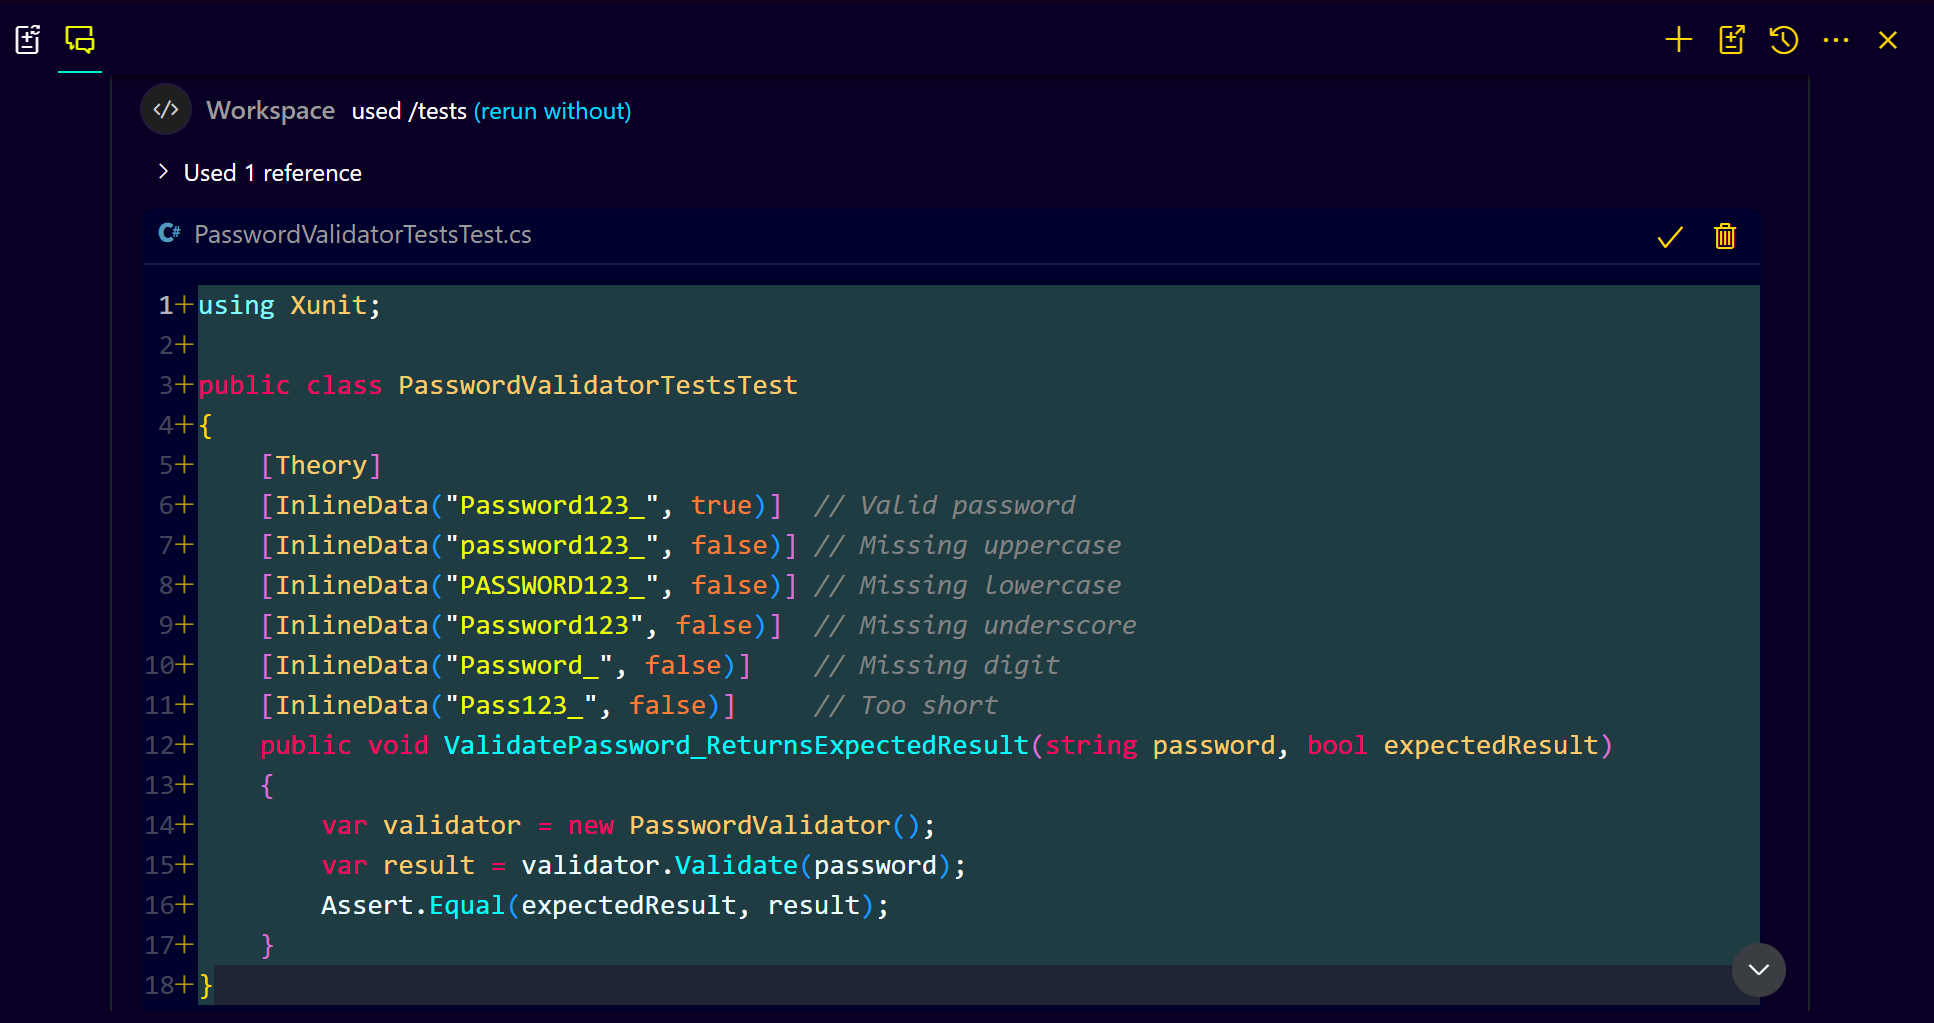 Workspace used /tests (rerun without)
Used 1 reference
C# PasswordValidatorTestsTest.cs
1+using Xunit;
2+
3+public class PasswordValidatorTestsTest
4+{
5+    [Theory]
6+    [InlineData("Password123_", true)]  // Valid password
7+    [InlineData("password123_", false)] // Missing uppercase
8+    [InlineData("PASSWORD123_", false)] // Missing lowercase
9+    [InlineData("Password123", false)]  // Missing underscore
10+    [InlineData("Password_", false)]    // Missing digit
11+    [InlineData("Pass123_", false)]     // Too short
12+    public void ValidatePassword_ReturnsExpectedResult(string password, bool expectedResult)
13+    {
14+        var validator = new PasswordValidator();
15+        var result = validator.Validate(password);
16+        Assert.Equal(expectedResult, result);
17+    }
18+}